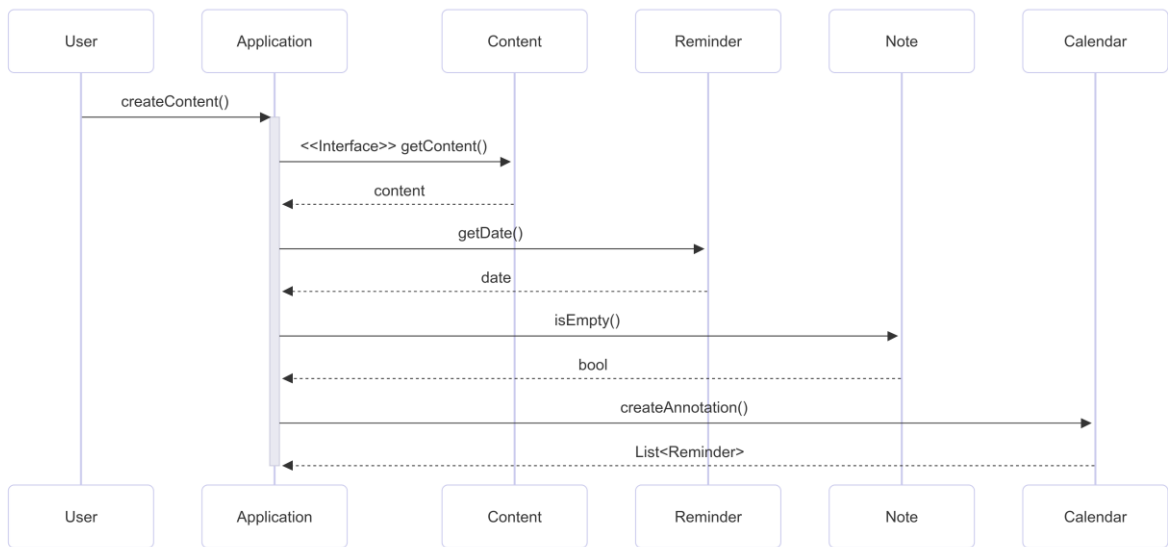 User Application Content Reminder Note Calendar
createContent()
<<Interface>> getContent()
content
getDate()
date
isEmpty()
bool
createAnnotation()
List<Reminder>
User Application Content Reminder Note Calendar